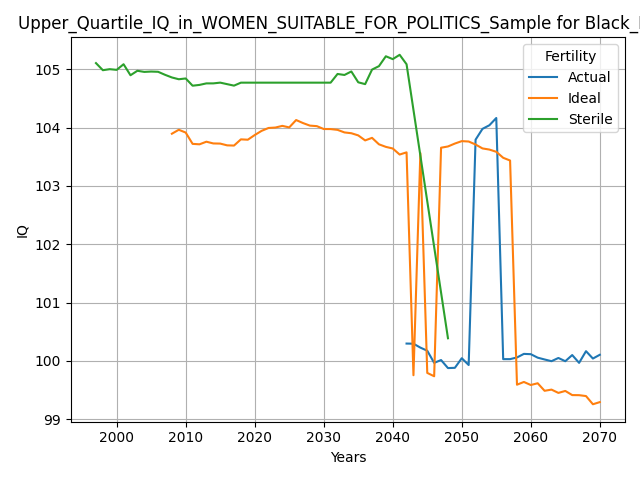 Upper_Quartile_IQ_in_WOMEN_SUITABLE_FOR_POLITICS_Sample for Black_
Fertility
Actual
Ideal
Sterile
105
104
103
102
101
100
99
IQ
2000
2010
2020
2030
2040
2050
2060
2070
Years